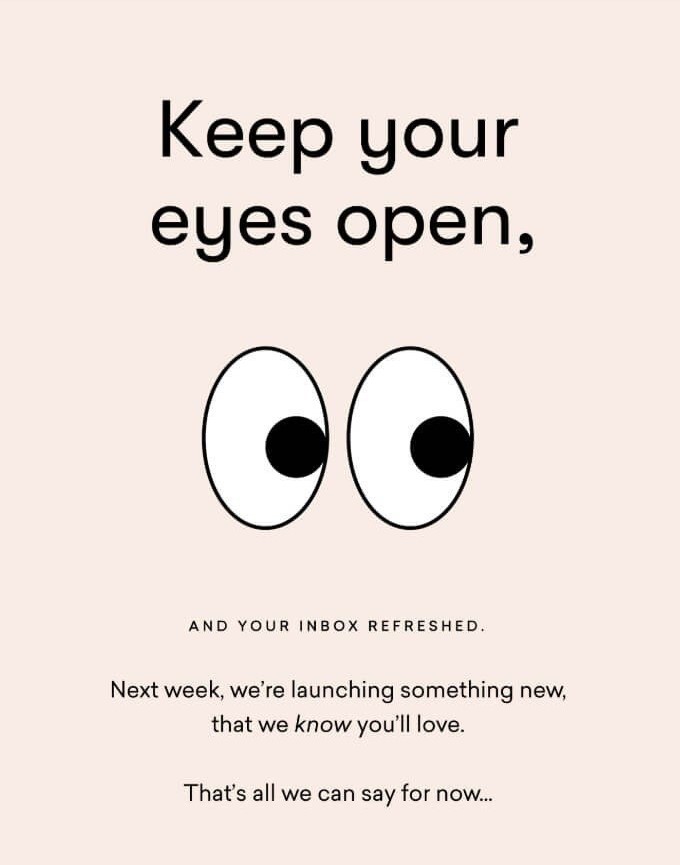 Keep your
eyes open,
AND YOUR INBOX REFRESHED.
Next week, we’re launching something new,
that we know you’ll love.
That’s all we can say for now...